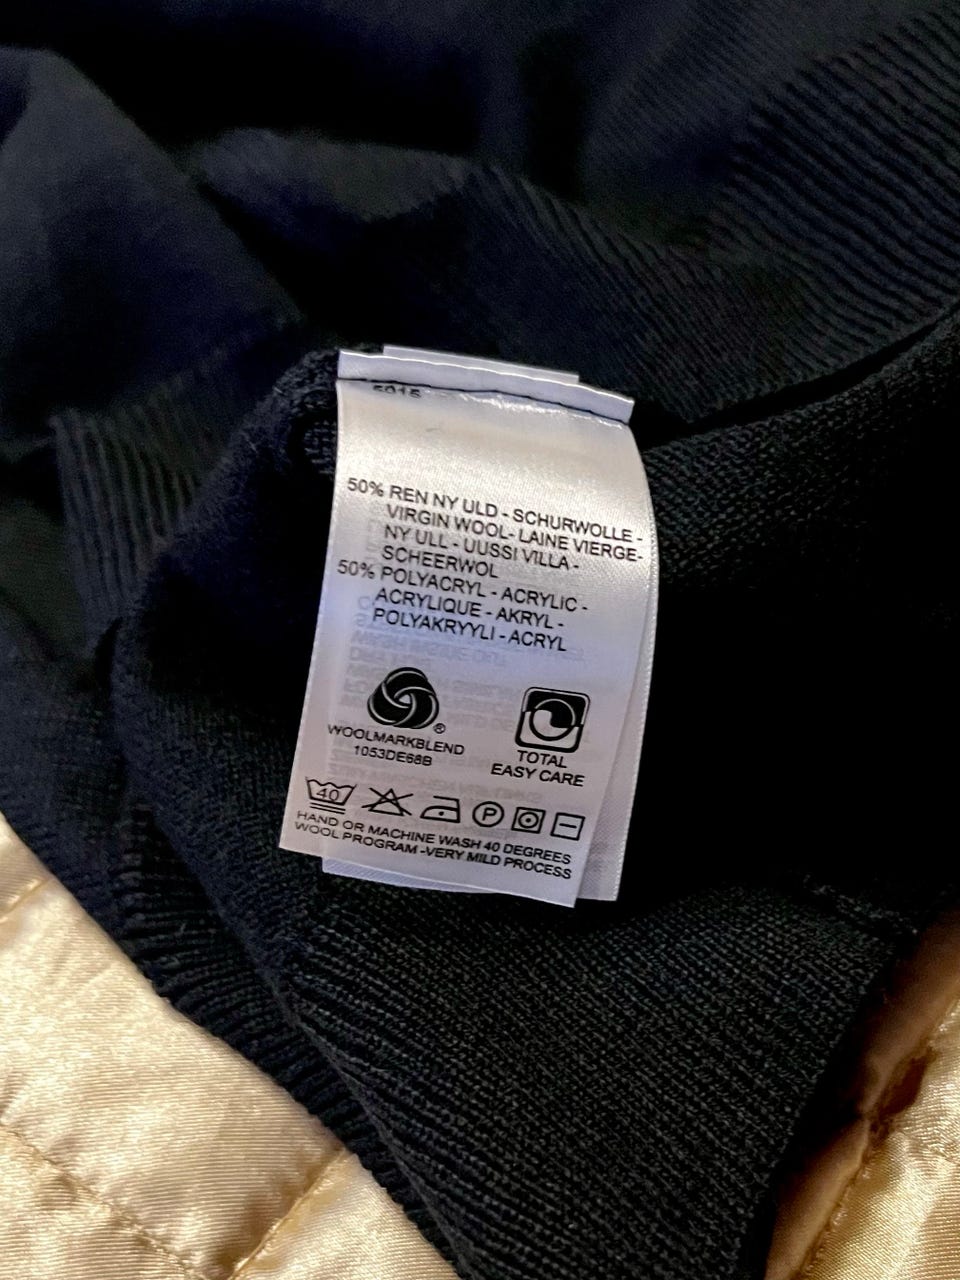 5015
50% REN NY ULD - SCHURWOLLE -
VIRGIN WOOL- LAINE VIERGE-
NY ULL - UUSSI VILLA -
SCHEERWOL
50% POLYACRYL - ACRYLIC -
ACRYLIQUE - AKRYL -
POLYAKRYYLI - ACRYL
®
WOOLMARKBLEND
1053DE68B
TOTAL
EASY CARE
40
P
HAND OR MACHINE WASH 40 DEGREES
WOOL PROGRAM -VERY MILD PROCESS